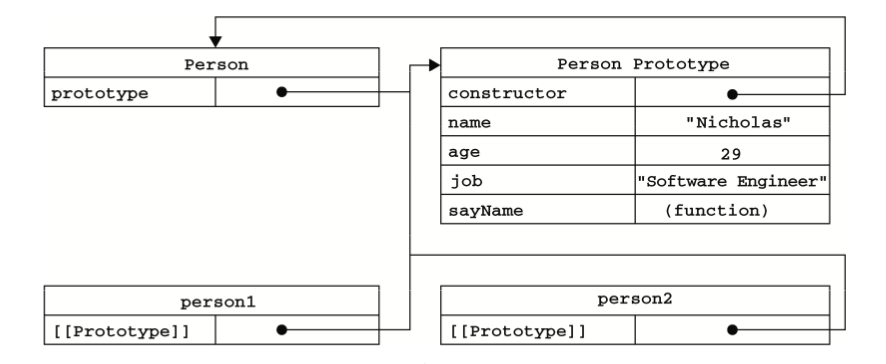 Person
prototype
Person Prototype
constructor
name "Nicholas"
age 29
job "Software Engineer"
sayName (function)
person1
[[Prototype]]
person2
[[Prototype]]